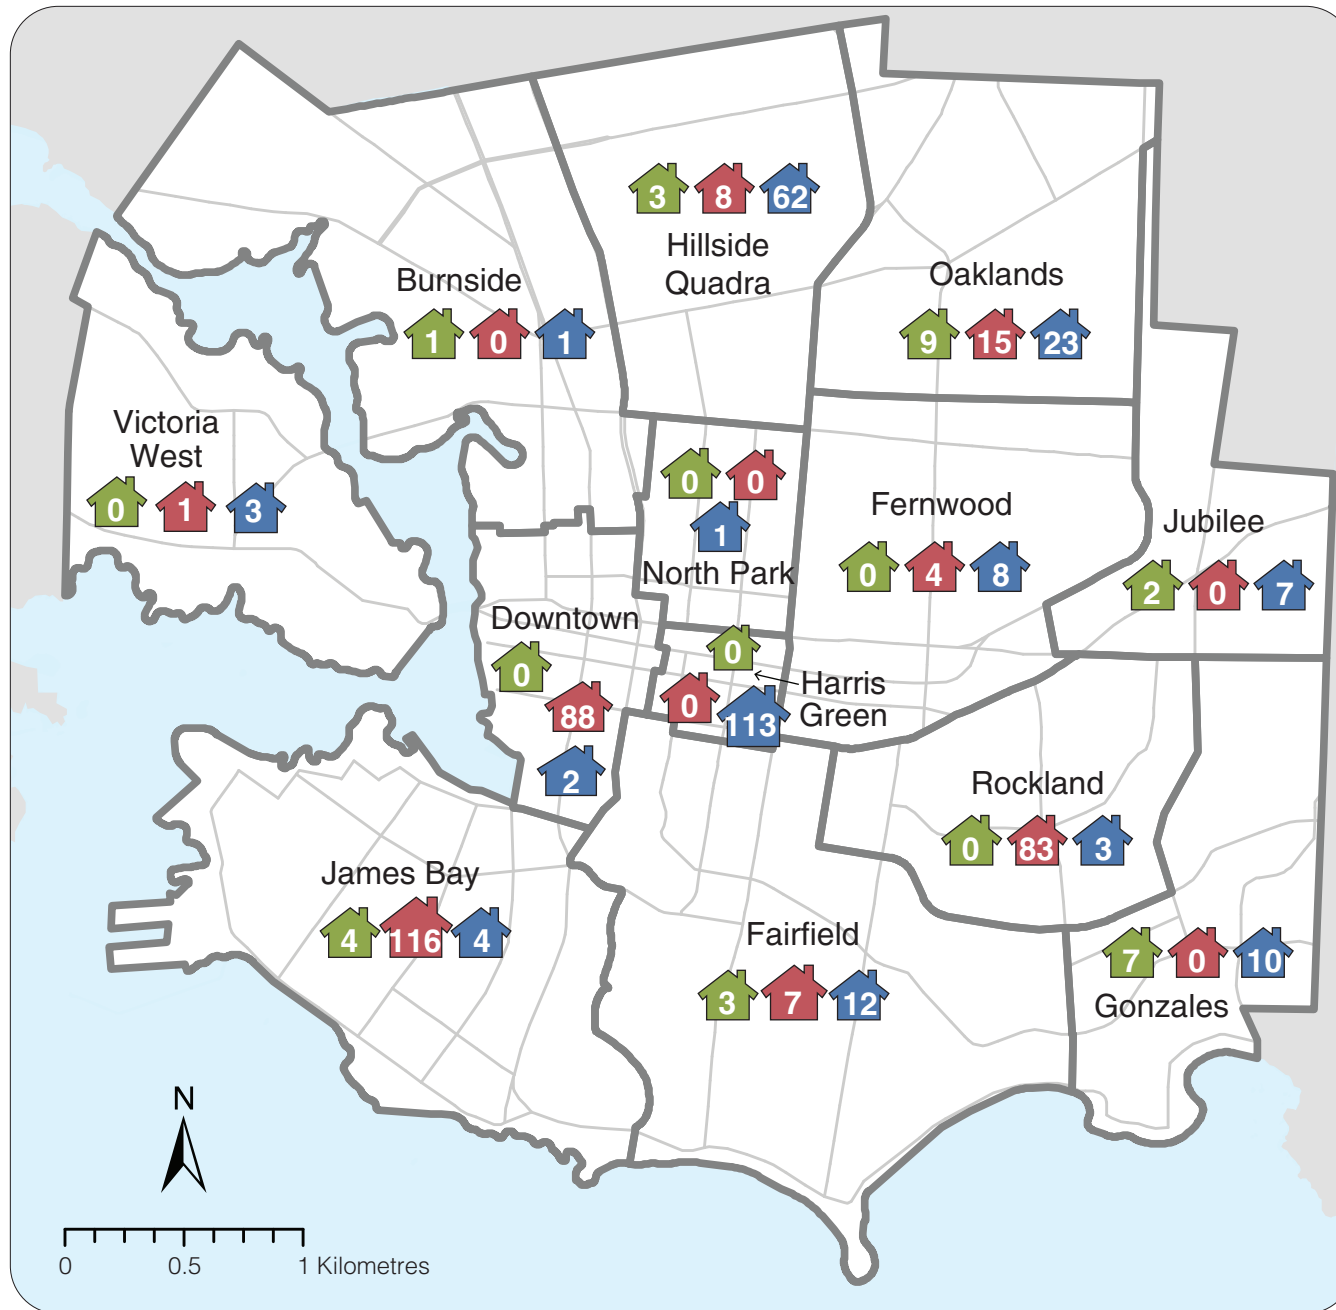 3 8 62
Hillside
Quadra
Burnside
1 0 1
Oaklands
9 15 23
Victoria
West
0 1 3
0 0
1
North Park
Fernwood
0 4 8
Jubilee
2 0 7
Downtown
0
88
2
0
0 113
Harris
Green
Rockland
0 83 3
James Bay
4 116 4
Fairfield
3 7 12
7 0 10
Gonzales
N
0 0.5 1 Kilometres